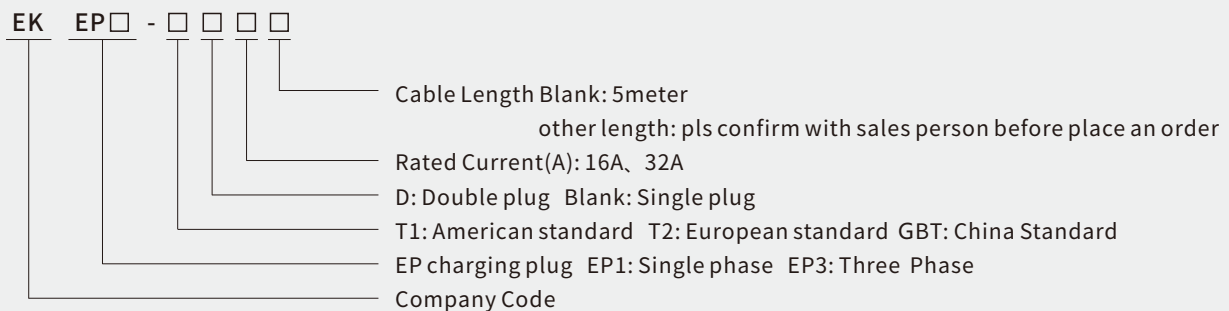 EK EP□ - □ □ □ □
Cable Length Blank: 5meter
other length: pls confirm with sales person before place an order
Rated Current(A): 16A、32A
D: Double plug Blank: Single plug
T1: American standard T2: European standard GBT: China Standard
EP charging plug EP1: Single phase EP3: Three Phase
Company Code